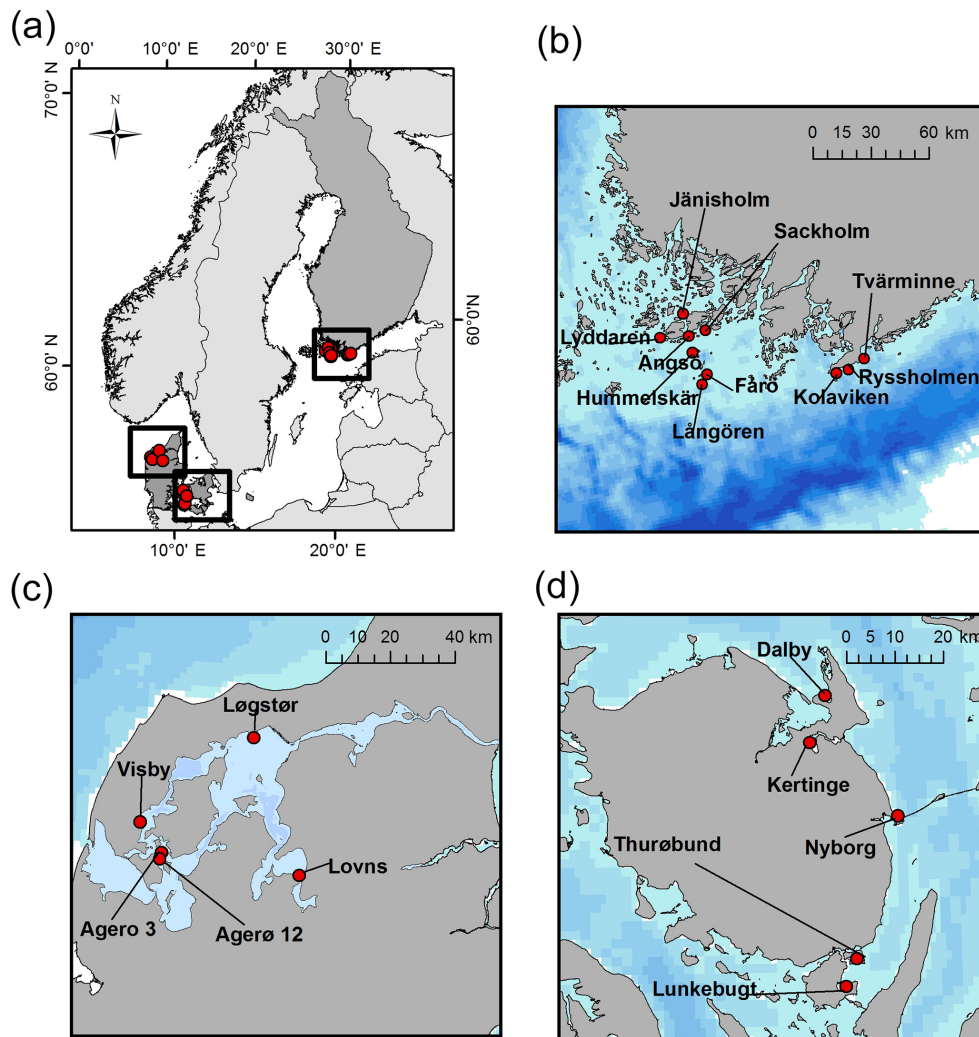 (a)
0°0'
10°0' E
20°0' E
30°0' E
70°0' N
N
60°0' N
60°0' N
10°0' E
20°0' E
(b)
0 15 30 60 km
Jänisholm
Sackholm
Tvärminne
Lyddaren
Angsö
Fårö
Ryssholmen
Hummelskär
Kolaviken
Långören
(c)
0 10 20 40 km
Løgstør
Visby
Lovns
Agero 3
Agerø 12
(d)
0 5 10 20 km
Dalby
Kertinge
Thurøbund
Nyborg
Lunkebugt